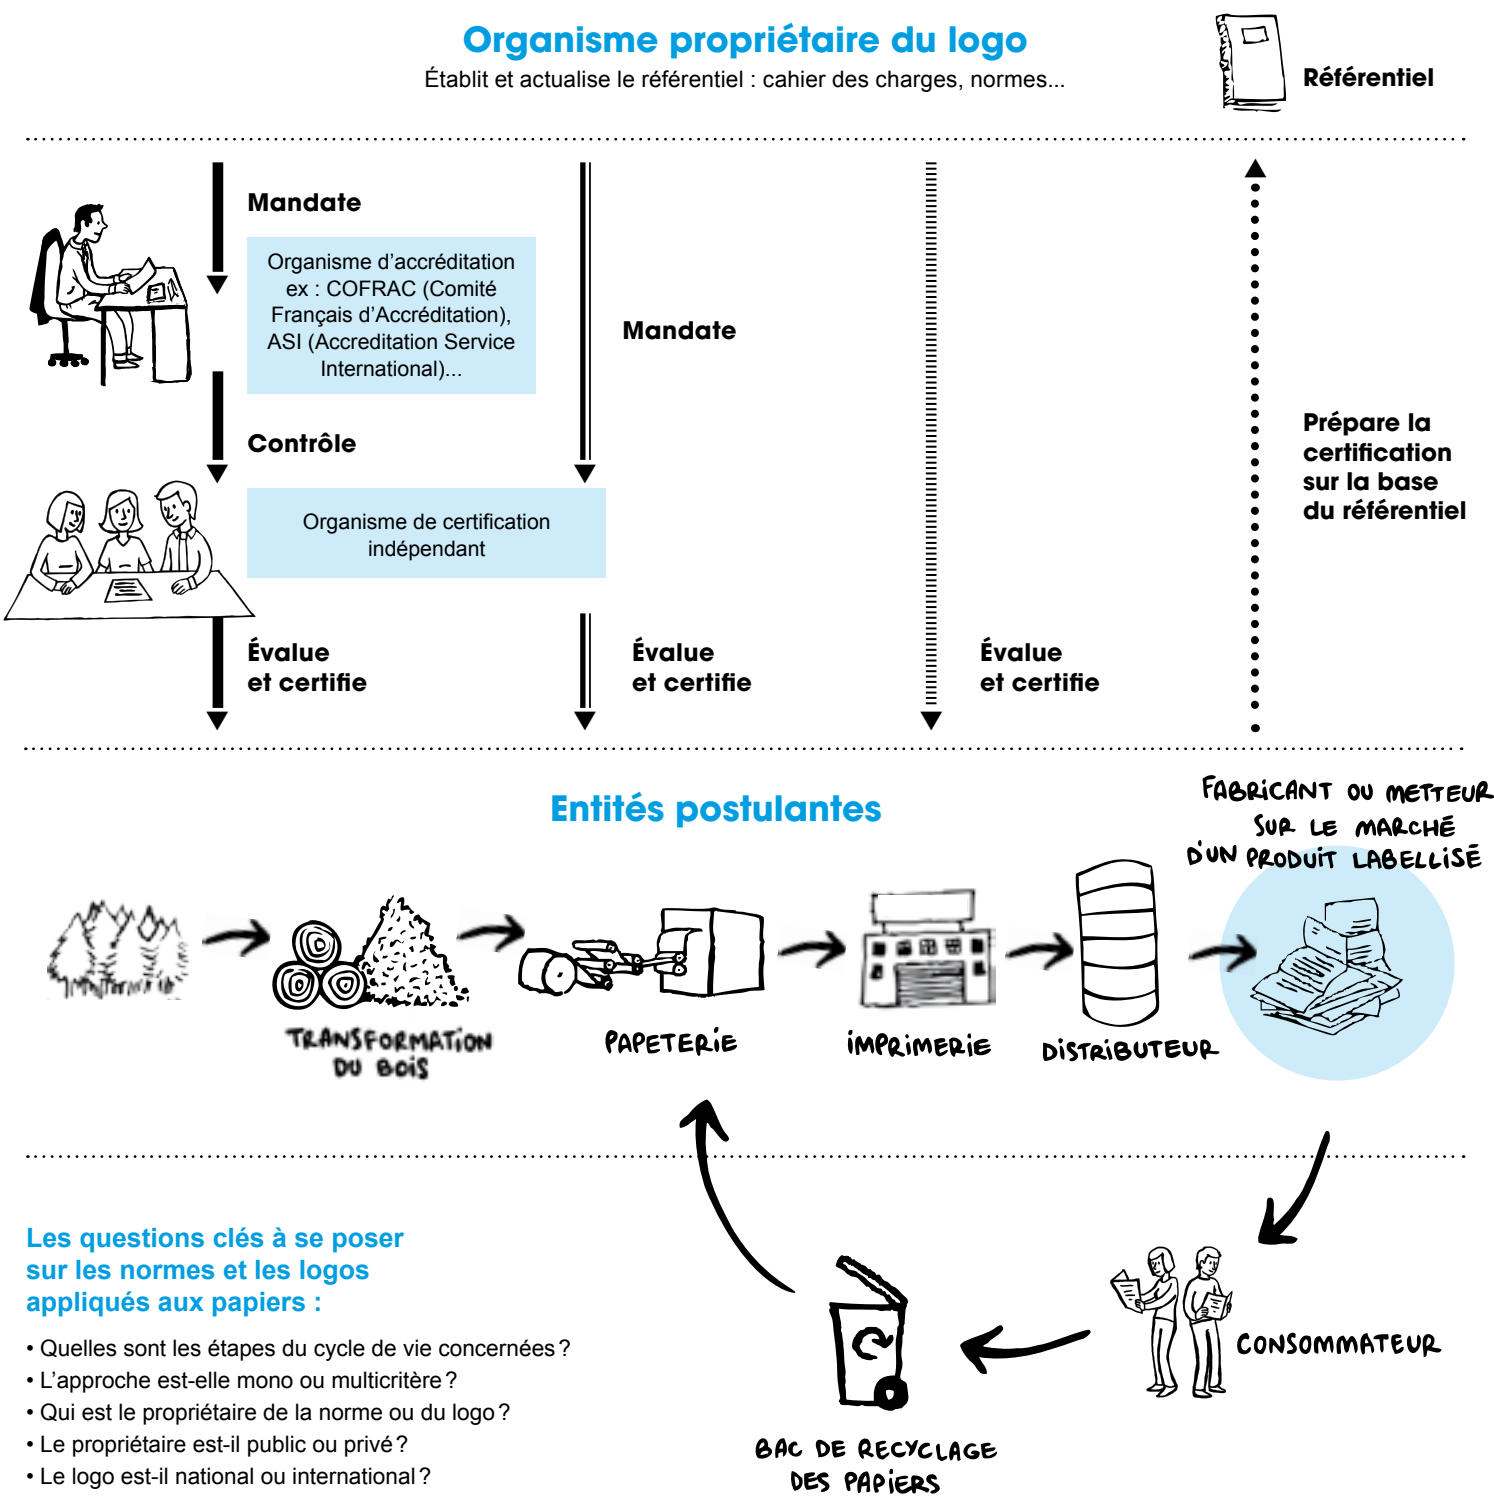 Organisme propriétaire du logo
Établit et actualise le référentiel : cahier des charges, normes...
Référentiel
Mandate
Organisme d’accréditation
ex : COFRAC (Comité
Français d’Accréditation),
ASI (Accreditation Service
International)...
Mandate
Contrôle
Prépare la
certification
sur la base
du référentiel
Organisme de certification
indépendant
Évalue
et certifie
Évalue
et certifie
Évalue
et certifie
Entités postulantes
FABRICANT OU METTEUR
SUR LE MARCHÉ
D'UN PRODUIT LABELLISÉ
TRANSFORMATION
DU BOIS
PAPETERIE
IMPRIMERIE
DISTRIBUTEUR
Les questions clés à se poser
sur les normes et les logos
appliqués aux papiers :
• Quelles sont les étapes du cycle de vie concernées ?
• L’approche est-elle mono ou multicritère ?
• Qui est le propriétaire de la norme ou du logo ?
• Le propriétaire est-il public ou privé ?
• Le logo est-il national ou international ?
CONSOMMATEUR
BAC DE RECYCLAGE
DES PAPIERS